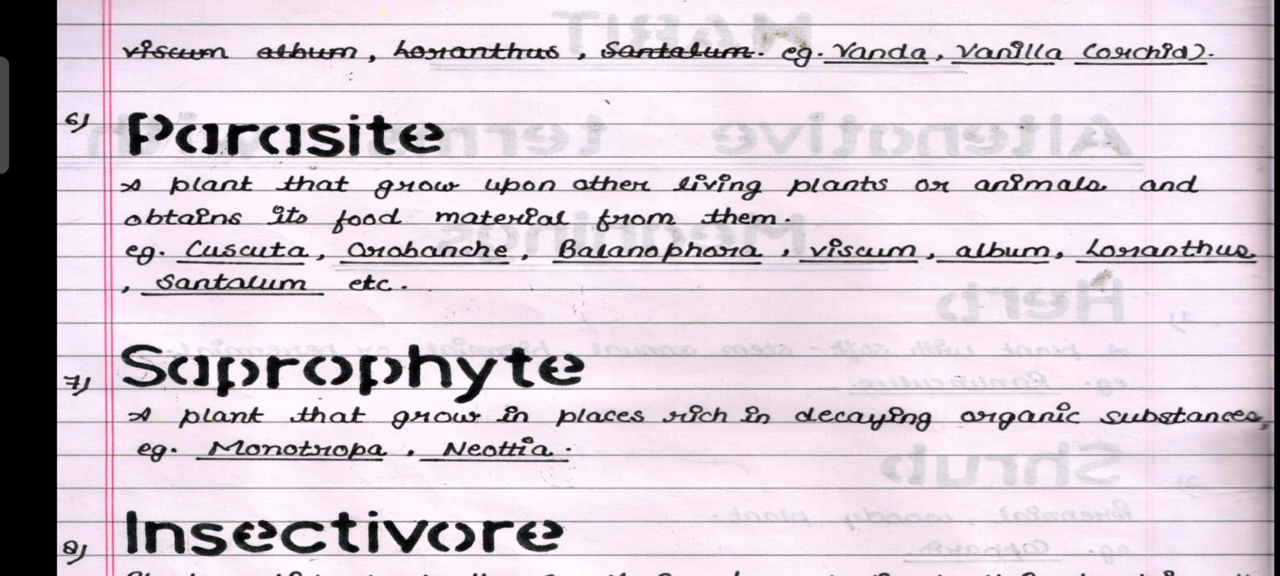 viscum album, Loranthus, Santalum. eg. Vanda, Vanilla (orchid).
6) Parasite
A plant that grow upon other living plants or animals. and
obtains its food material from them.
eg. Cuscuta, Orobanche, Balanophora, viscum, album, Loranthus
, Santalum etc.
7) Saprophyte
A plant that grow in places rich in decaying organic substances,
eg. Monotropa, Neottia.
8) Insectivore